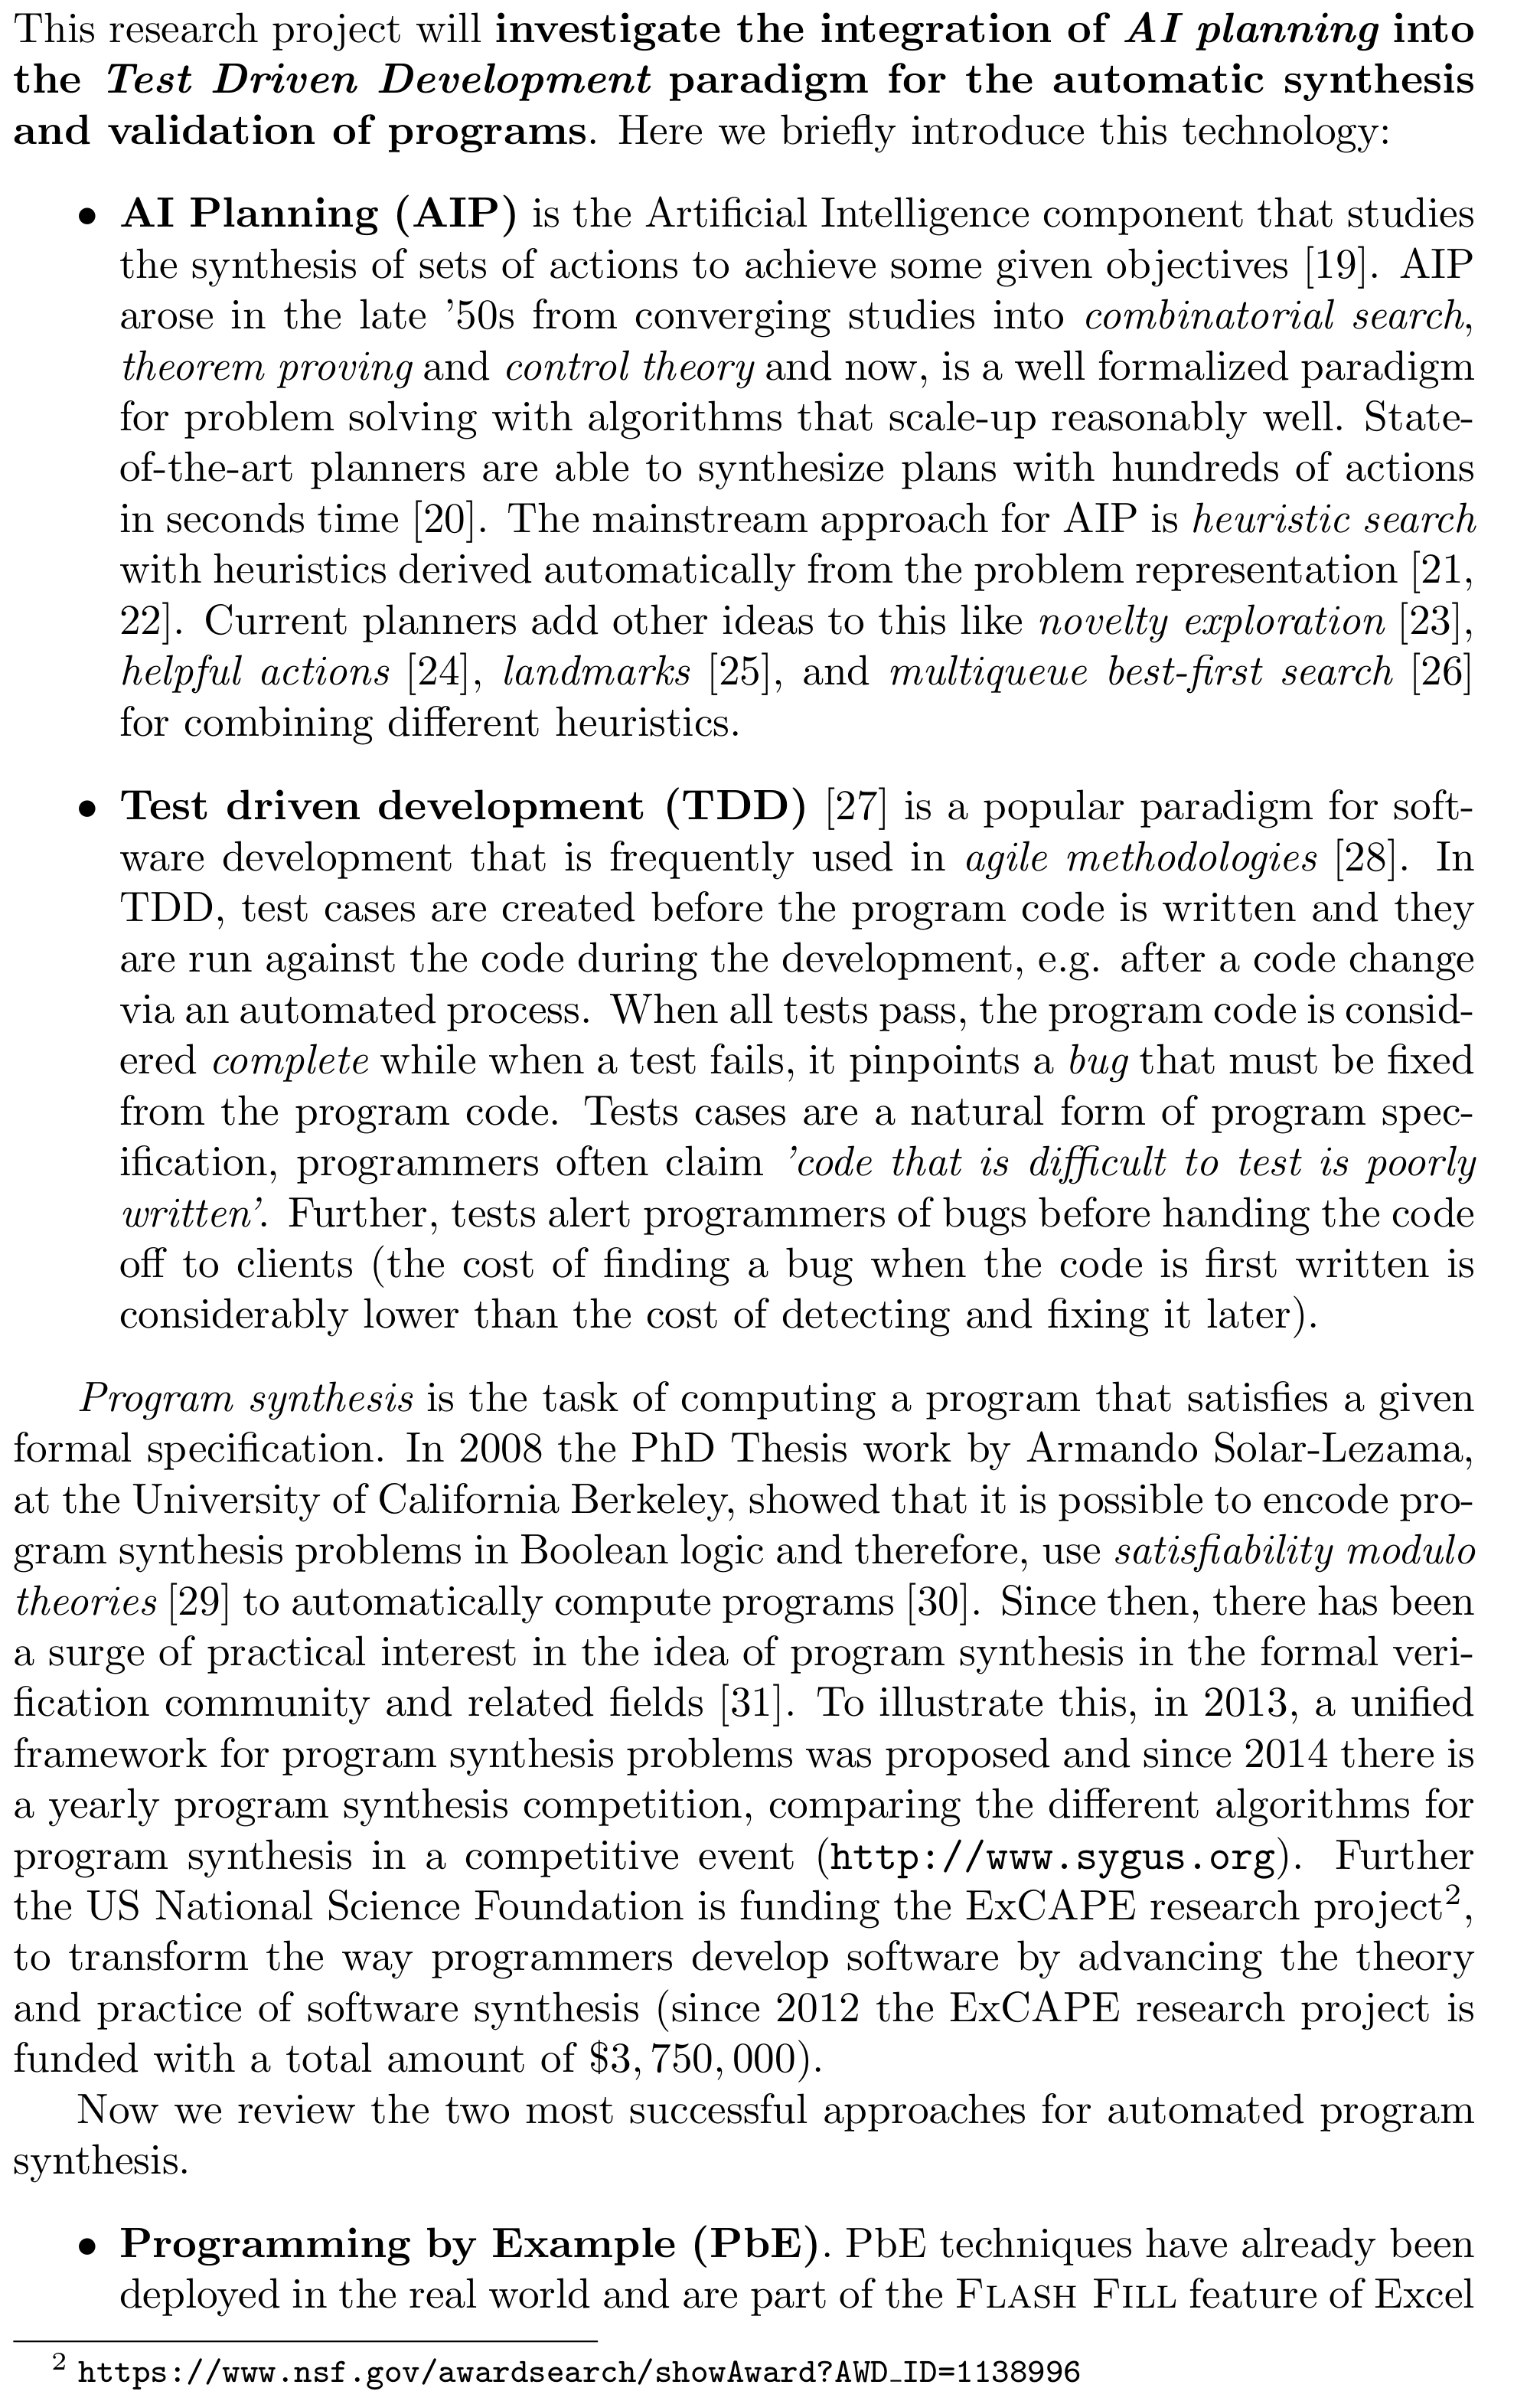 This research project will investigate the integration of AI planning into
the Test Driven Development paradigm for the automatic synthesis
and validation of programs. Here we briefly introduce this technology:
• AI Planning (AIP) is the Artificial Intelligence component that studies
the synthesis of sets of actions to achieve some given objectives [19]. AIP
arose in the late ’50s from converging studies into combinatorial search,
theorem proving and control theory and now, is a well formalized paradigm
for problem solving with algorithms that scale-up reasonably well. State-
of-the-art planners are able to synthesize plans with hundreds of actions
in seconds time [20]. The mainstream approach for AIP is heuristic search
with heuristics derived automatically from the problem representation [21,
22]. Current planners add other ideas to this like novelty exploration [23],
helpful actions [24], landmarks [25], and multiqueue best-first search [26]
for combining different heuristics.
• Test driven development (TDD) [27] is a popular paradigm for soft-
ware development that is frequently used in agile methodologies [28]. In
TDD, test cases are created before the program code is written and they
are run against the code during the development, e.g. after a code change
via an automated process. When all tests pass, the program code is consid-
ered complete while when a test fails, it pinpoints a bug that must be fixed
from the program code. Tests cases are a natural form of program spec-
ification, programmers often claim ’code that is difficult to test is poorly
written’. Further, tests alert programmers of bugs before handing the code
off to clients (the cost of finding a bug when the code is first written is
considerably lower than the cost of detecting and fixing it later).
Program synthesis is the task of computing a program that satisfies a given
formal specification. In 2008 the PhD Thesis work by Armando Solar-Lezama,
at the University of California Berkeley, showed that it is possible to encode pro-
gram synthesis problems in Boolean logic and therefore, use satisfiability modulo
theories [29] to automatically compute programs [30]. Since then, there has been
a surge of practical interest in the idea of program synthesis in the formal veri-
fication community and related fields [31]. To illustrate this, in 2013, a unified
framework for program synthesis problems was proposed and since 2014 there is
a yearly program synthesis competition, comparing the different algorithms for
program synthesis in a competitive event (http://www.sygus.org). Further
the US National Science Foundation is funding the ExCAPE research project²,
to transform the way programmers develop software by advancing the theory
and practice of software synthesis (since 2012 the ExCAPE research project is
funded with a total amount of $3, 750, 000).
Now we review the two most successful approaches for automated program
synthesis.
• Programming by Example (PbE). PbE techniques have already been
deployed in the real world and are part of the FLASH FILL feature of Excel
² https://www.nsf.gov/awardsearch/showAward?AWD_ID=1138996